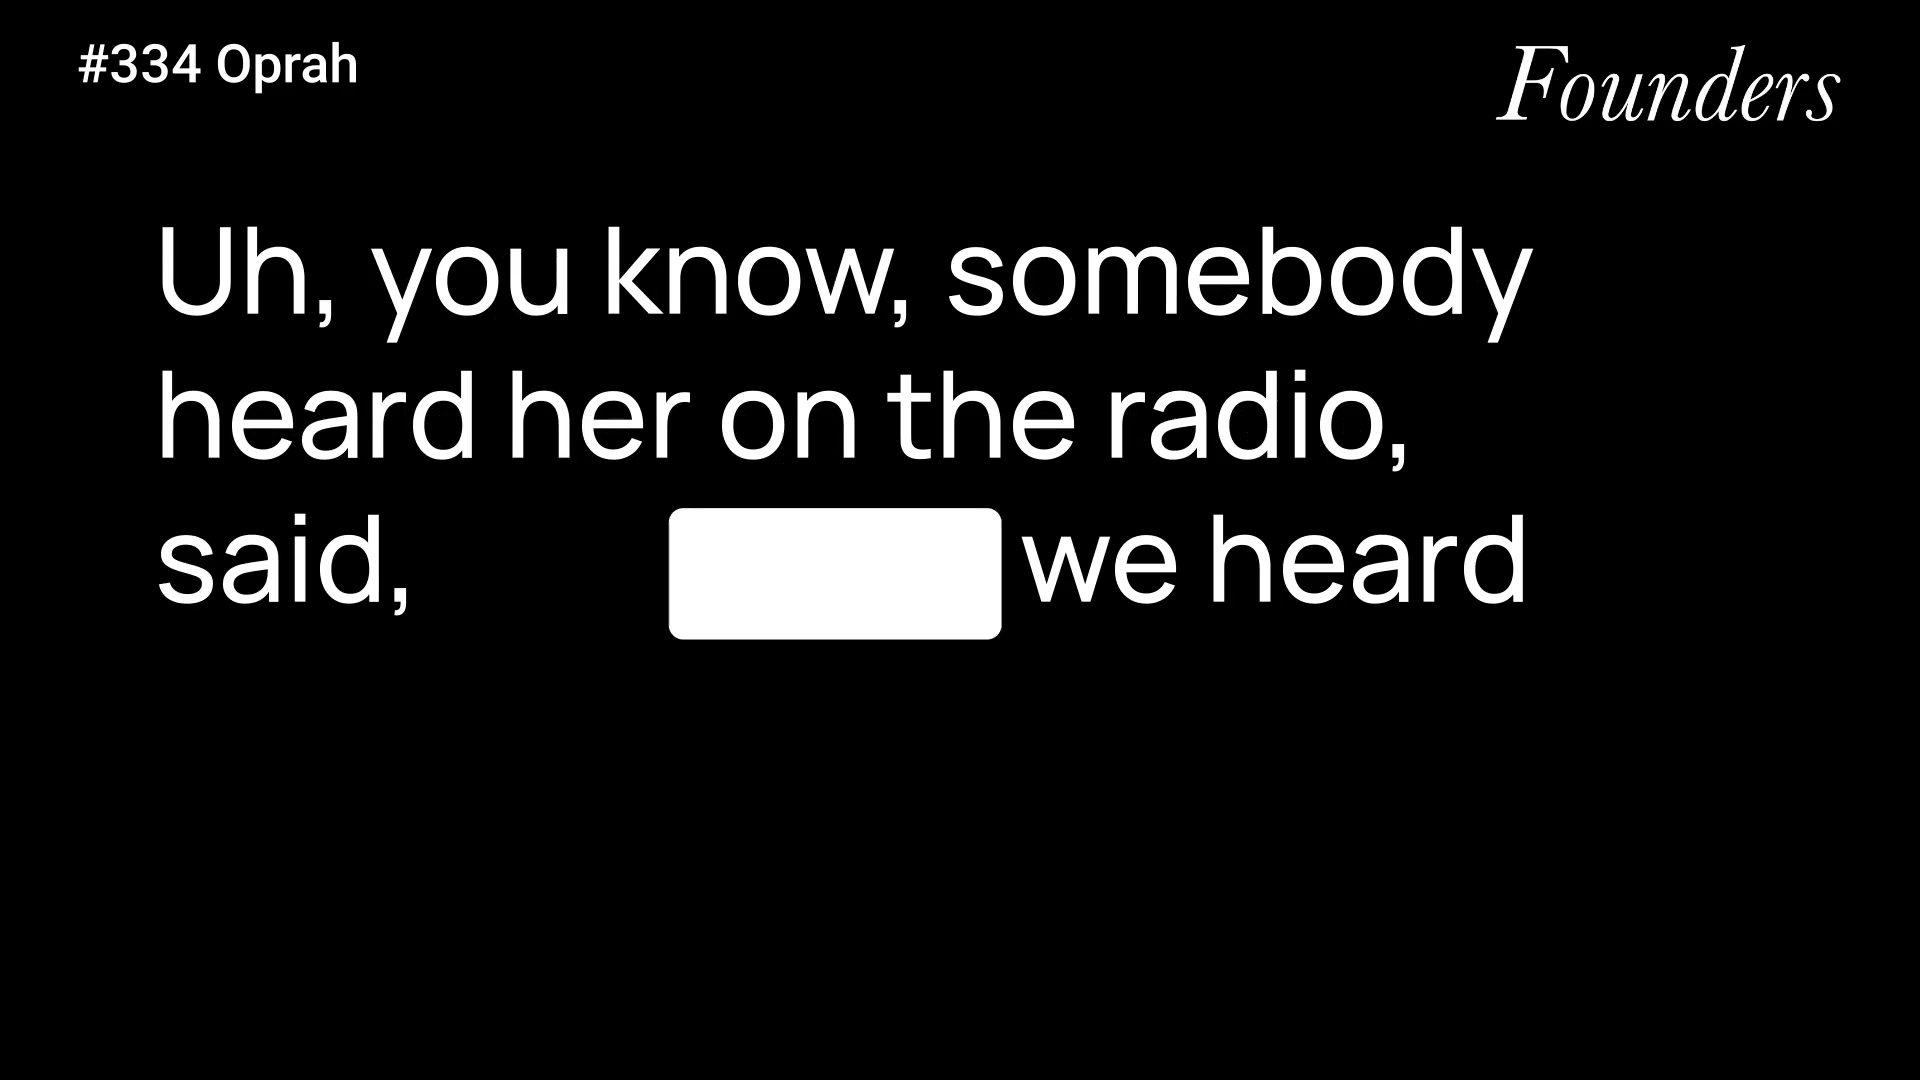 #334 Oprah
Founders
Uh, you know, somebody
heard her on the radio,
said, we heard